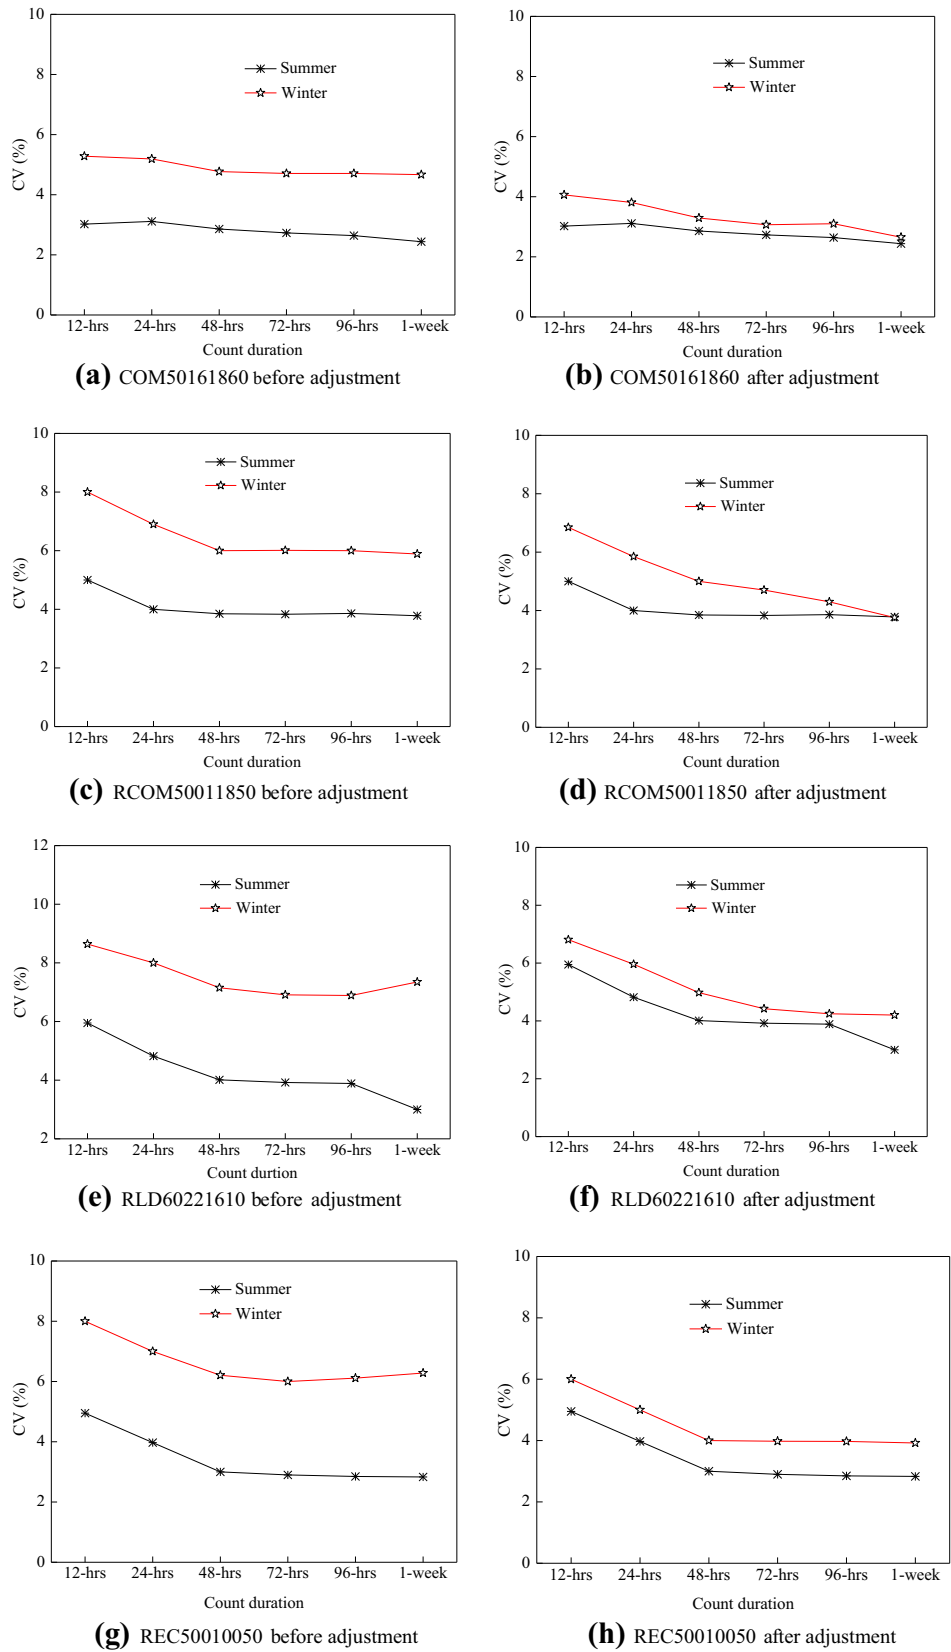 10
8
6
4
2
0
CV (%)
Summer
Winter
12-hrs 24-hrs 48-hrs 72-hrs 96-hrs 1-week
Count duration
(a) COM50161860 before adjustment
10
8
6
4
2
0
CV (%)
Summer
Winter
12-hrs 24-hrs 48-hrs 72-hrs 96-hrs 1-week
Count duration
(b) COM50161860 after adjustment
10
8
6
4
2
0
CV (%)
Summer
Winter
12-hrs 24-hrs 48-hrs 72-hrs 96-hrs 1-week
Count duration
(c) RCOM50011850 before adjustment
10
8
6
4
2
0
CV (%)
Summer
Winter
12-hrs 24-hrs 48-hrs 72-hrs 96-hrs 1-week
Count duration
(d) RCOM50011850 after adjustment
12
10
8
6
4
2
CV (%)
Summer
Winter
12-hrs 24-hrs 48-hrs 72-hrs 96-hrs 1-week
Count durtion
(e) RLD60221610 before adjustment
10
8
6
4
2
0
CV (%)
Summer
Winter
12-hrs 24-hrs 48-hrs 72-hrs 96-hrs 1-week
Count duration
(f) RLD60221610 after adjustment
10
8
6
4
2
0
CV (%)
Summer
Winter
12-hrs 24-hrs 48-hrs 72-hrs 96-hrs 1-week
Count duration
(g) REC50010050 before adjustment
10
8
6
4
2
0
CV (%)
Summer
Winter
12-hrs 24-hrs 48-hrs 72-hrs 96-hrs 1-week
Count duration
(h) REC50010050 after adjustment